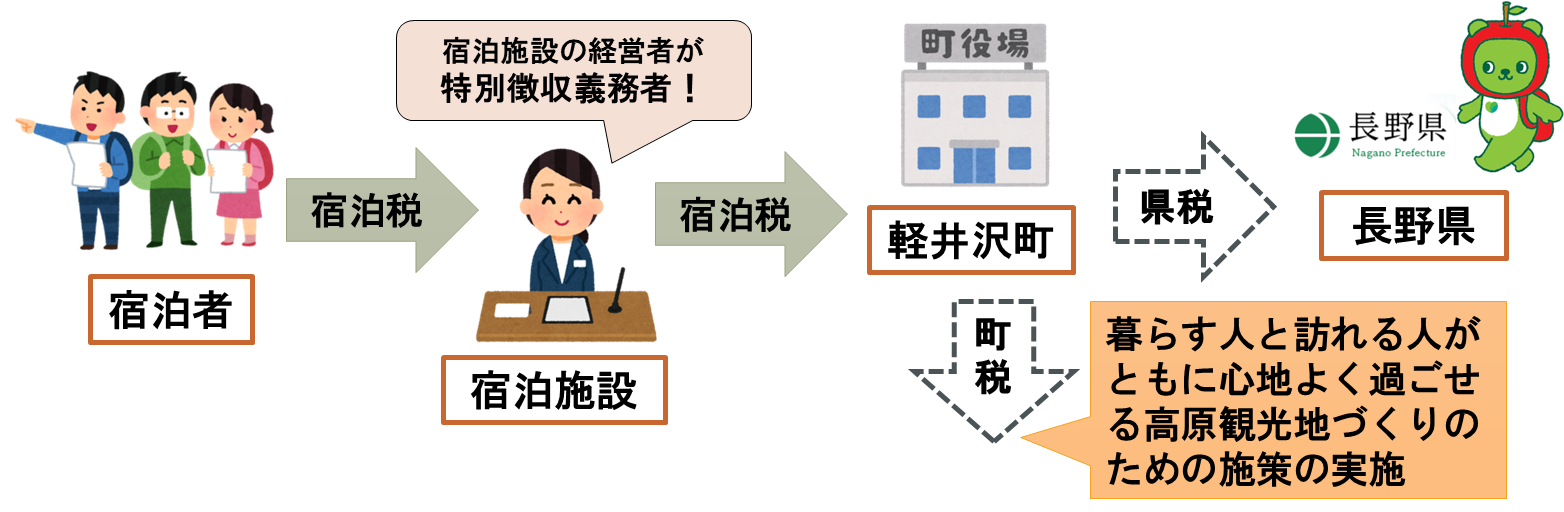 宿泊施設の経営者が
特別徴収義務者！
町役場
長野県
Nagano Prefecture
宿泊税
宿泊税
県税
宿泊者
宿泊施設
軽井沢町
長野県
町
税
暮らす人と訪れる人が
ともに心地よく過ごせ
る高原観光地づくりの
ための施策の実施